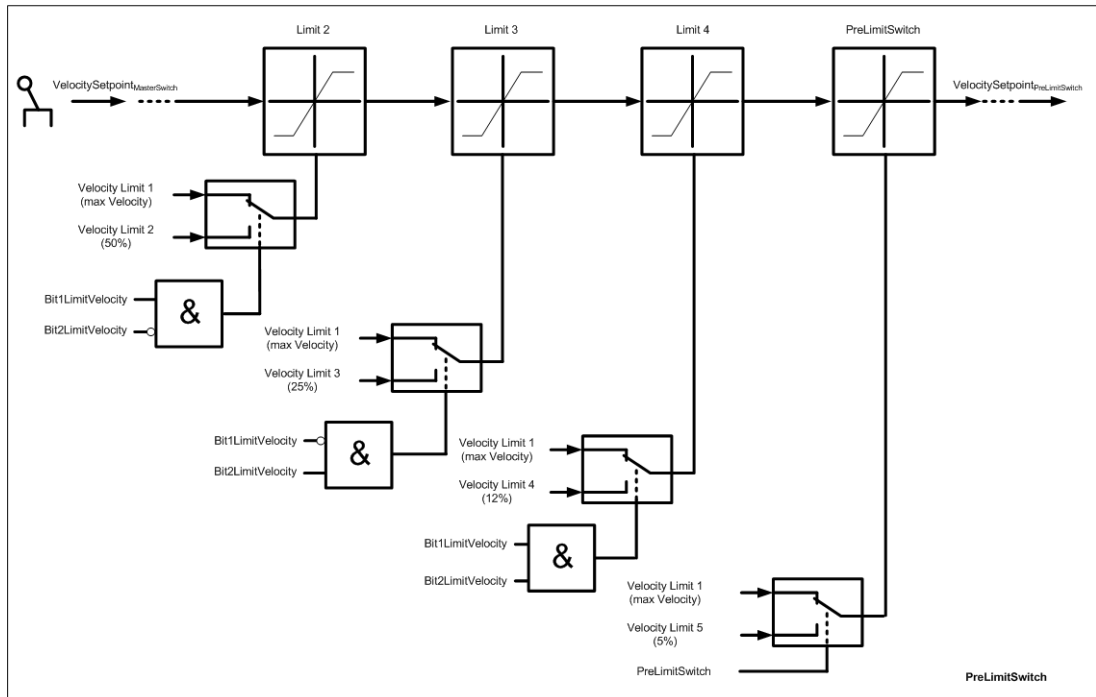 Limit 2
Limit 3
Limit 4
PreLimitSwitch
VelocitySetpointMasterSwitch
VelocitySetpointPreLimitSwitch
Velocity Limit 1
(max Velocity)
Velocity Limit 2
(50%)
Bit1LimitVelocity
Bit2LimitVelocity
&
Velocity Limit 1
(max Velocity)
Velocity Limit 3
(25%)
Bit1LimitVelocity
Bit2LimitVelocity
&
Velocity Limit 1
(max Velocity)
Velocity Limit 4
(12%)
Bit1LimitVelocity
Bit2LimitVelocity
&
Velocity Limit 1
(max Velocity)
Velocity Limit 5
(5%)
PreLimitSwitch
PreLimitSwitch